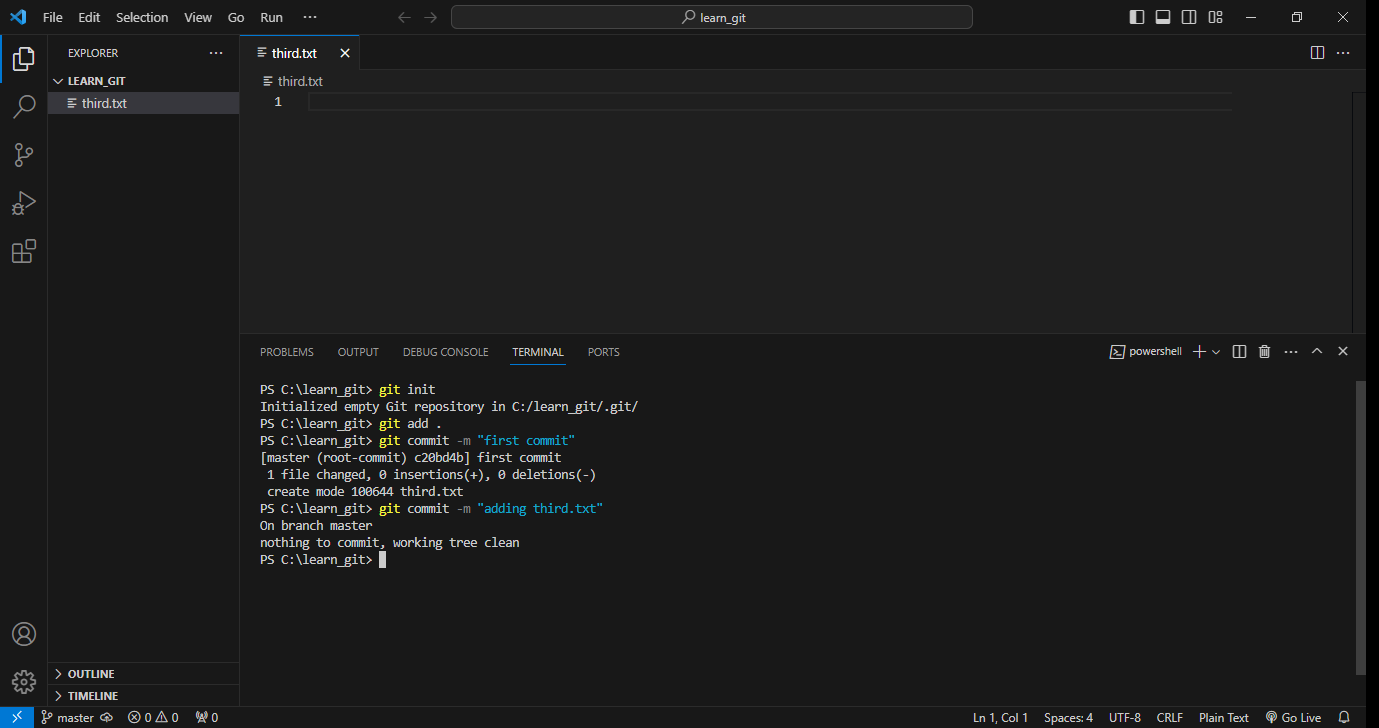 File Edit Selection View Go Run ··· learn_git
EXPLORER ···
LEARN_GIT
third.txt
third.txt
third.txt
1
PROBLEMS OUTPUT DEBUG CONSOLE TERMINAL PORTS powershell
PS C:\learn_git> git init
Initialized empty Git repository in C:/learn_git/.git/
PS C:\learn_git> git add .
PS C:\learn_git> git commit -m "first commit"
[master (root-commit) c20bd4b] first commit
1 file changed, 0 insertions(+), 0 deletions(-)
create mode 100644 third.txt
PS C:\learn_git> git commit -m "adding third.txt"
On branch master
nothing to commit, working tree clean
PS C:\learn_git>
OUTLINE
TIMELINE
master 0 0 0 Ln 1, Col 1 Spaces: 4 UTF-8 CRLF Plain Text Go Live